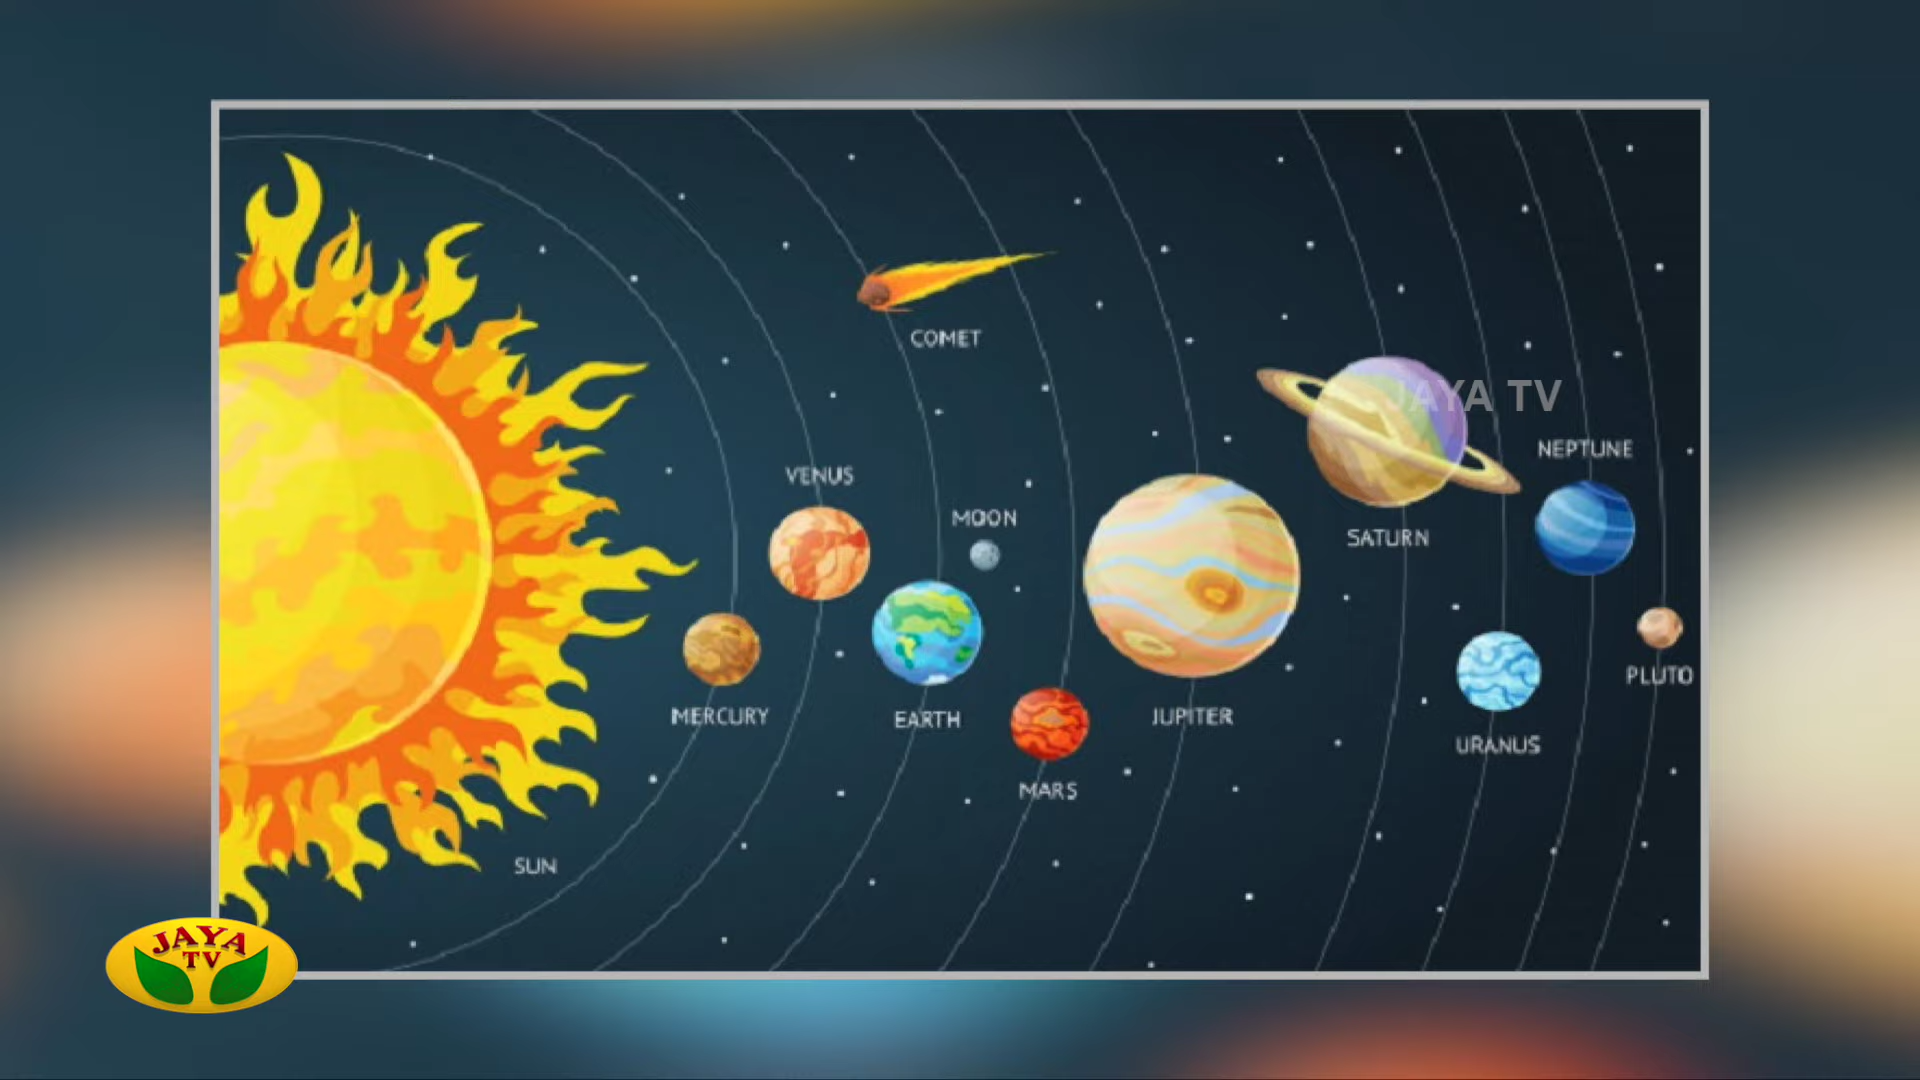 COMET
JAYA TV
NEPTUNE
VENUS
MOON
SATURN
PLUTO
MERCURY
EARTH
JUPITER
URANUS
MARS
SUN
JAYA
TV